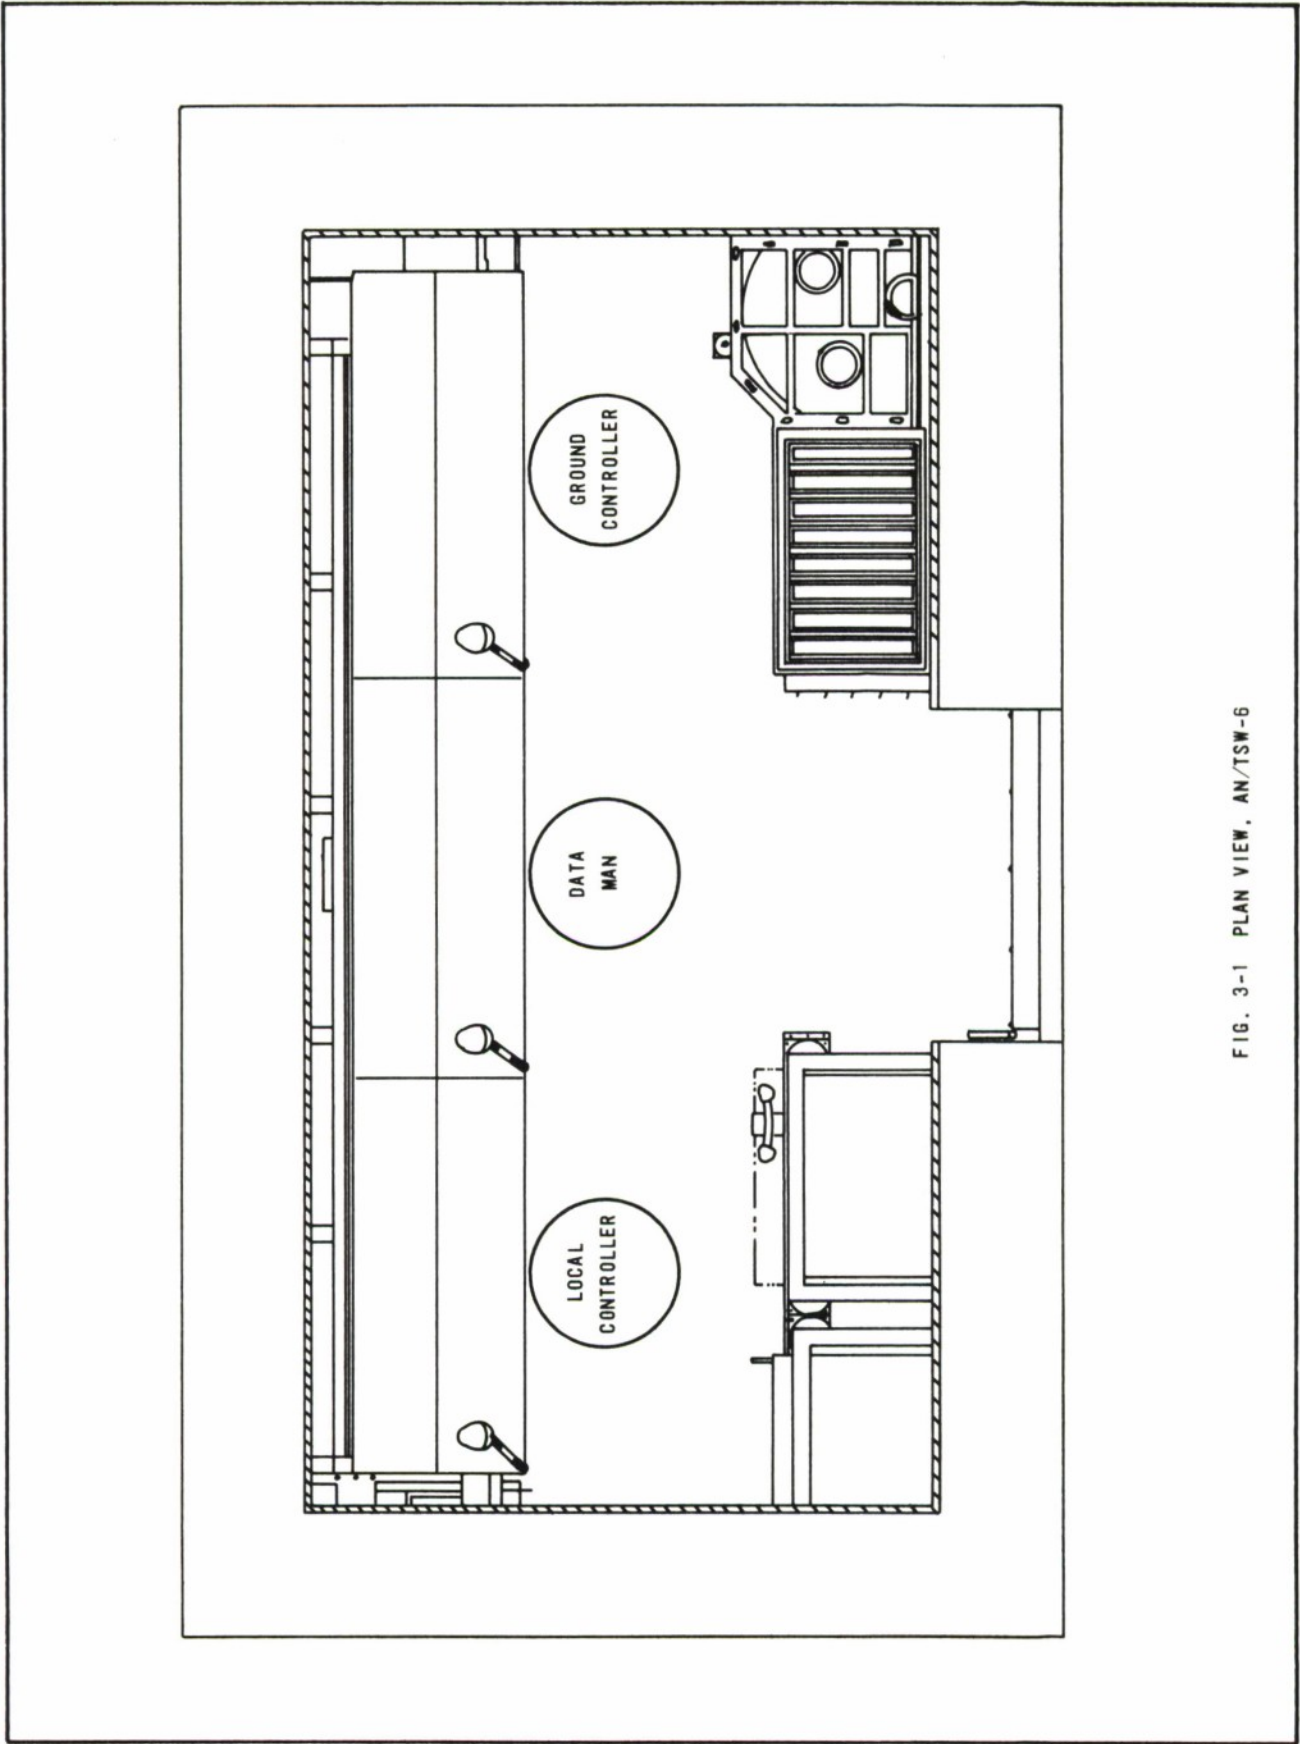 LOCAL
CONTROLLER
DATA
MAN
GROUND
CONTROLLER
FIG. 3-1 PLAN VIEW, AN/TSW-6